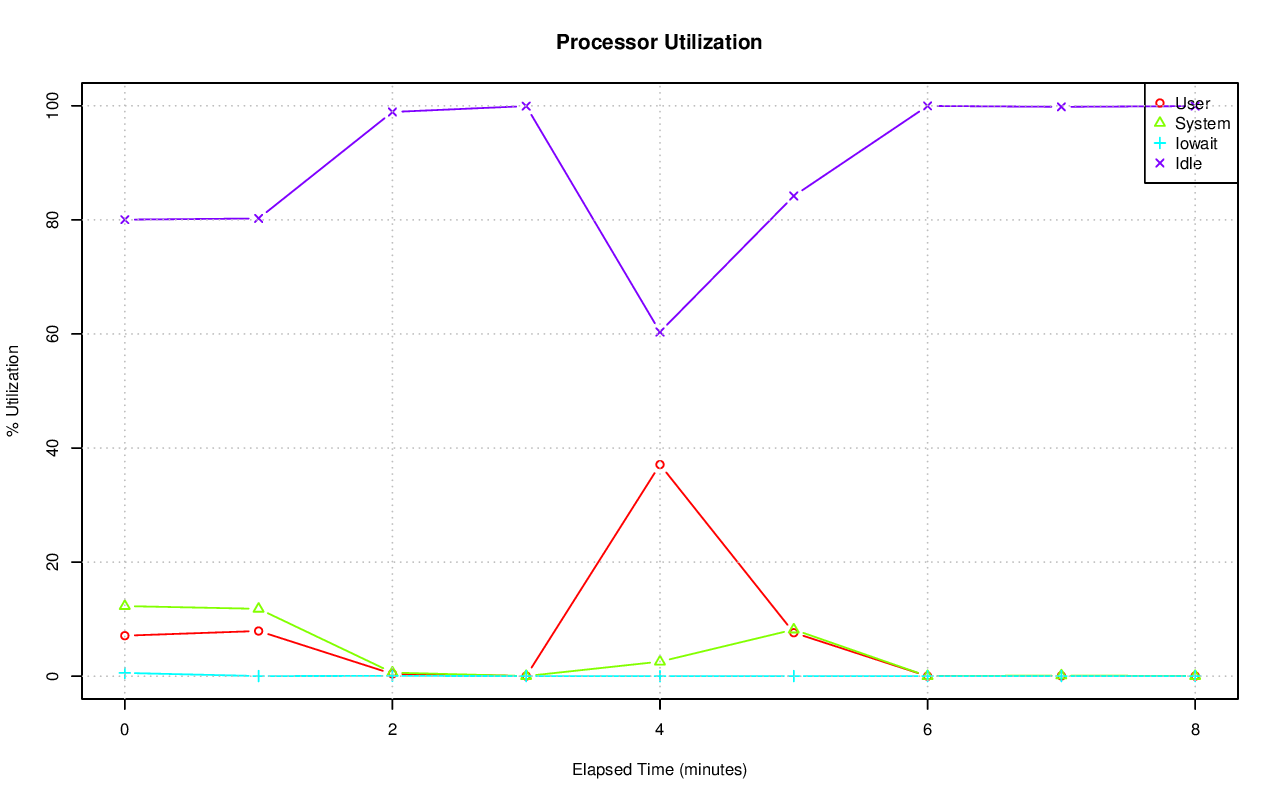 Processor Utilization
% Utilization
100
80
60
40
20
0
User
System
Iowait
Idle
0 2 4 6 8
Elapsed Time (minutes)